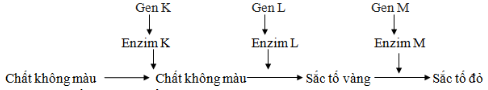 Gen K Gen L Gen M
Enzim K Enzim L Enzim M
Chất không màu Chất không màu Sắc tố vàng Sắc tố đỏ